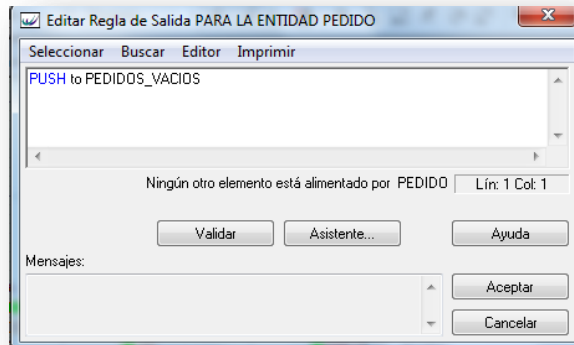 Editar Regla de Salida PARA LA ENTIDAD PEDIDO
Seleccionar Buscar Editor Imprimir
PUSH to PEDIDOS_VACIOS
Ningún otro elemento está alimentado por PEDIDO Lín: 1 Col: 1
Validar Asistente... Ayuda
Mensajes:
Aceptar
Cancelar